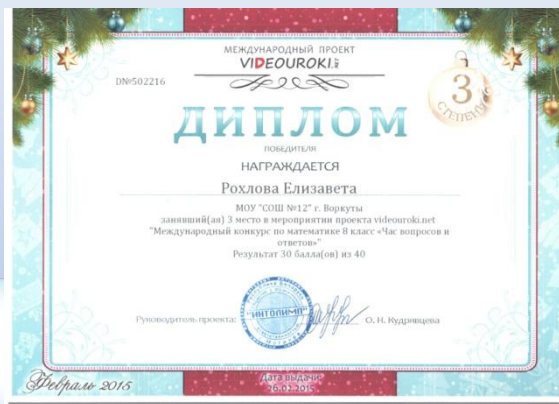 МЕЖДУНАРОДНЫЙ ПРОЕКТ
VIDEOUROKI.NET
DN№502216
3
СТЕПЕНИ
ДИПЛОМ
ПОБЕДИТЕЛЯ
НАГРАЖДАЕТСЯ
Рохлова Елизавета
МОУ "СОШ №12" г. Воркуты
занявший(ая) 3 место в мероприятии проекта videouroki.net
"Международный конкурс по математике 8 класс «Час вопросов и
ответов»"
Результат 30 балла(ов) из 40
Руководитель проекта:
"ИНТОЛИМП"
О. Н. Кудрявцева
Февраль 2015
Дата выдачи:
26.02.2015